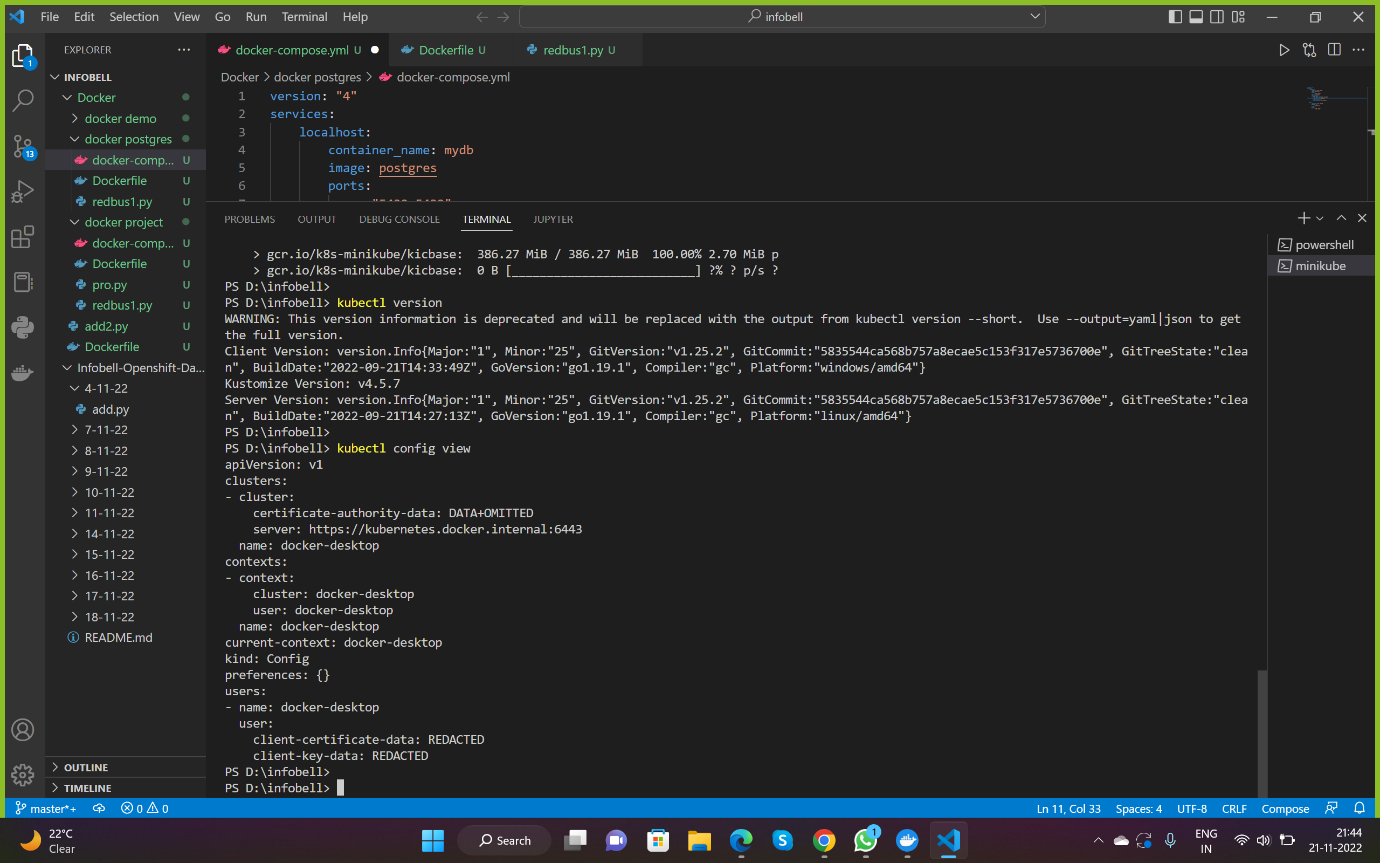 File Edit Selection View Go Run Terminal Help
infobell
EXPLORER
INFOBELL
Docker
docker demo
docker postgres
docker-comp... U
Dockerfile U
redbus1.py U
docker project
docker-comp... U
Dockerfile U
pro.py U
redbus1.py U
add2.py U
Dockerfile U
Infobell-Openshift-Da...
4-11-22
add.py
7-11-22
8-11-22
9-11-22
10-11-22
11-11-22
14-11-22
15-11-22
16-11-22
17-11-22
18-11-22
README.md
OUTLINE
TIMELINE
1
13
docker-compose.yml U
Dockerfile U
redbus1.py U
Docker > docker postgres > docker-compose.yml
1 version: "4"
2 services:
3 localhost:
4 container_name: mydb
5 image: postgres
6 ports:
PROBLEMS OUTPUT DEBUG CONSOLE TERMINAL JUPYTER
powershell
minikube
> gcr.io/k8s-minikube/kicbase: 386.27 MiB / 386.27 MiB 100.00% 2.70 MiB p
> gcr.io/k8s-minikube/kicbase: 0 B [__________________________] ?% ? p/s ?
PS D:\infobell>
PS D:\infobell> kubectl version
WARNING: This version information is deprecated and will be replaced with the output from kubectl version --short. Use --output=yaml|json to get
the full version.
Client Version: version.Info{Major:"1", Minor:"25", GitVersion:"v1.25.2", GitCommit:"5835544ca568b757a8ecae5c153f317e5736700e", GitTreeState:"clea
n", BuildDate:"2022-09-21T14:33:49Z", GoVersion:"go1.19.1", Compiler:"gc", Platform:"windows/amd64"}
Kustomize Version: v4.5.7
Server Version: version.Info{Major:"1", Minor:"25", GitVersion:"v1.25.2", GitCommit:"5835544ca568b757a8ecae5c153f317e5736700e", GitTreeState:"clea
n", BuildDate:"2022-09-21T14:27:13Z", GoVersion:"go1.19.1", Compiler:"gc", Platform:"linux/amd64"}
PS D:\infobell>
PS D:\infobell> kubectl config view
apiVersion: v1
clusters:
- cluster:
certificate-authority-data: DATA+OMITTED
server: https://kubernetes.docker.internal:6443
name: docker-desktop
contexts:
- context:
cluster: docker-desktop
user: docker-desktop
name: docker-desktop
current-context: docker-desktop
kind: Config
preferences: {}
users:
- name: docker-desktop
user:
client-certificate-data: REDACTED
client-key-data: REDACTED
PS D:\infobell>
PS D:\infobell>
master*+ 0 0 Ln 11, Col 33 Spaces: 4 UTF-8 CRLF Compose
22°C
Clear
Search
1
ENG
IN
21:44
21-11-2022